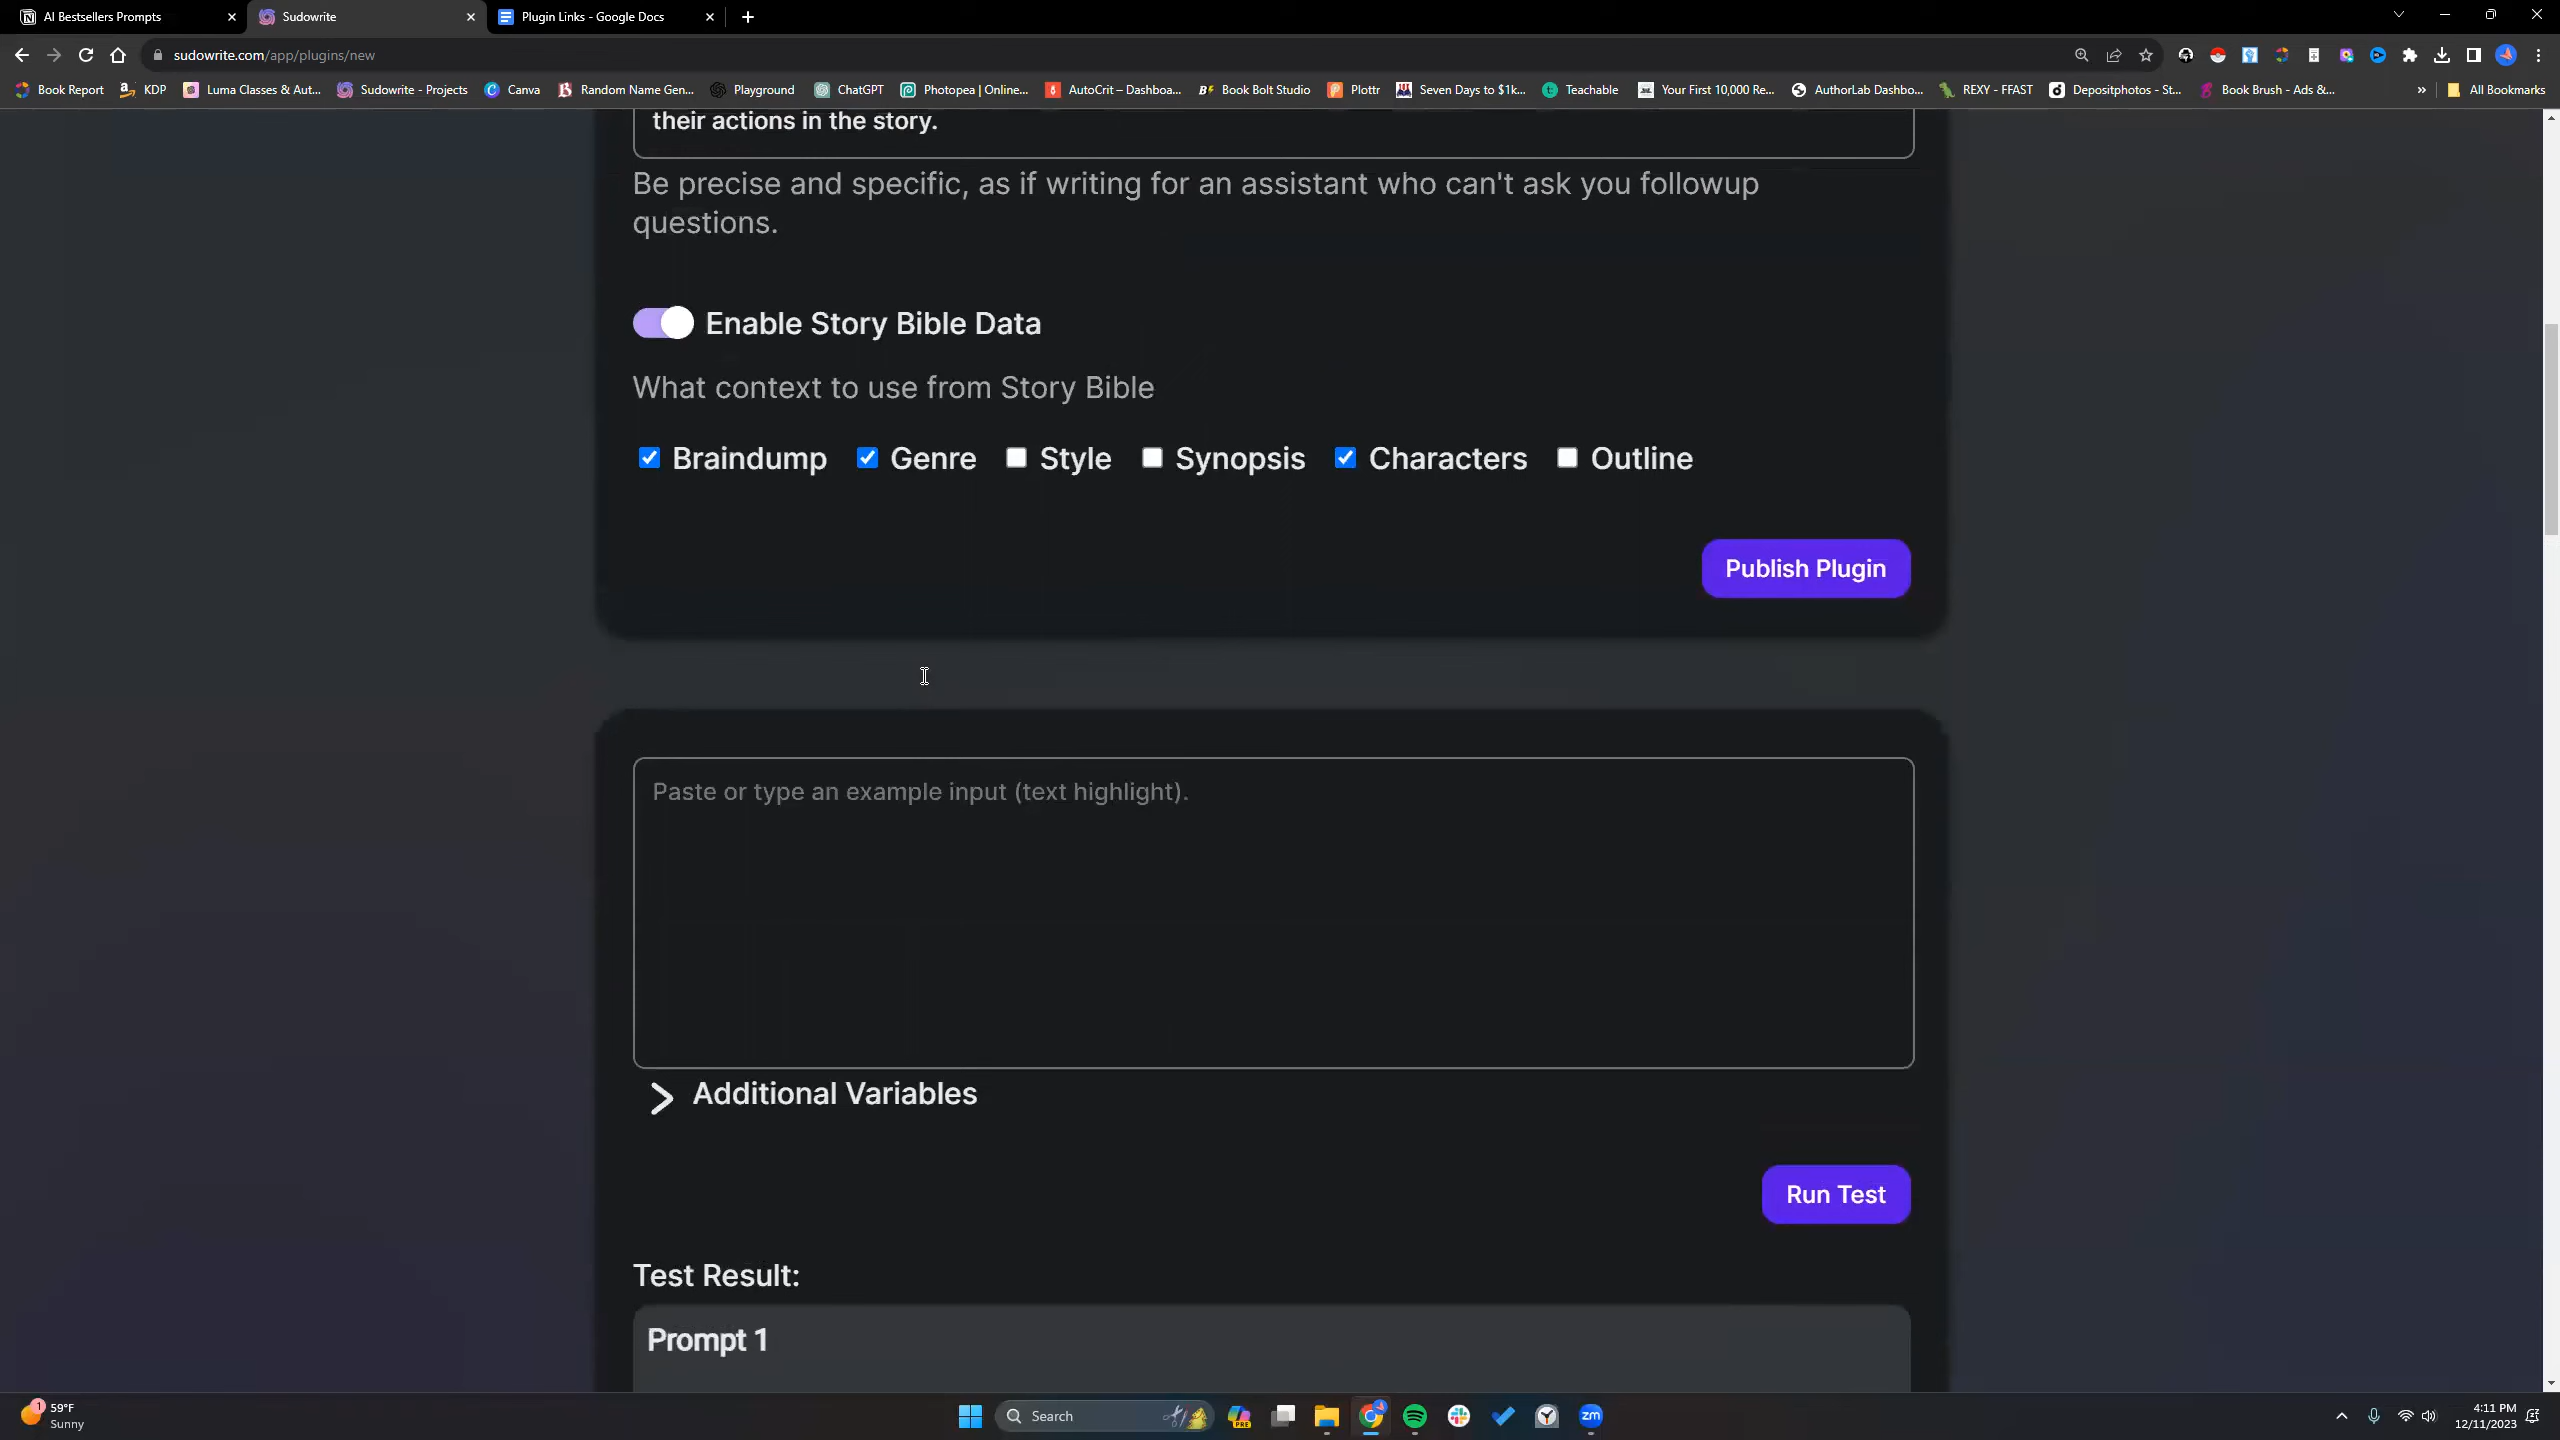 AI Bestsellers Prompts
Sudowrite
Plugin Links - Google Docs
sudowrite.com/app/plugins/new
Book Report
KDP
Luma Classes & Aut...
Sudowrite - Projects
Canva
Random Name Gen...
Playground
ChatGPT
Photopea | Online...
AutoCrit – Dashboa...
Book Bolt Studio
Plottr
Seven Days to $1k...
Teachable
Your First 10,000 Re...
AuthorLab Dashbo...
REXY - FFAST
Depositphotos - St...
Book Brush - Ads &...
All Bookmarks
their actions in the story.
Be precise and specific, as if writing for an assistant who can't ask you followup
questions.
Enable Story Bible Data
What context to use from Story Bible
Braindump Genre Style Synopsis Characters Outline
Publish Plugin
Paste or type an example input (text highlight).
Additional Variables
Run Test
Test Result:
Prompt 1
1
59°F
Sunny
Search
PRE
zm
4:11 PM
12/11/2023